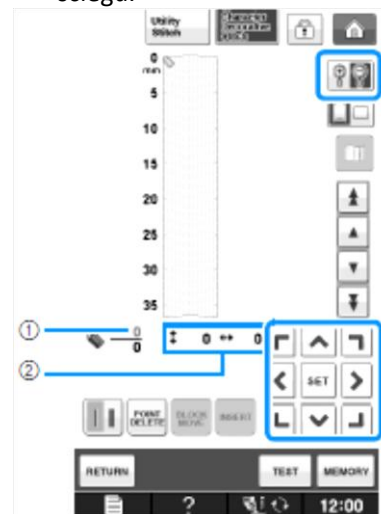 Utility
Stitch
0
mm
5
10
15
20
25
30
35
①
0
0
②
0
0
SET
POINT
DELETE
BLOCK
MOVE
INSERT
RETURN
TEST
MEMORY
?
12:00